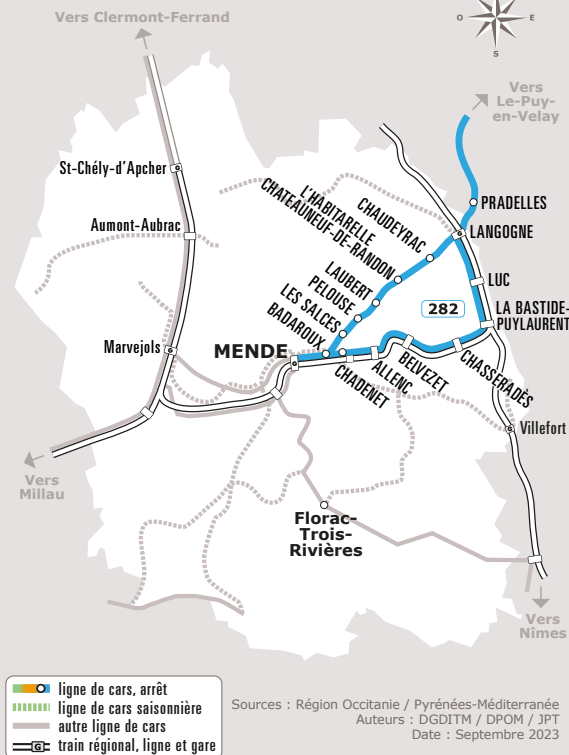 Vers Clermont-Ferrand
O
E
S
Vers
Le-Puy-
en-Velay
St-Chély-d'Apcher
PRADELLES
Aumont-Aubrac
L'HABITARELLE
CHATEAUNEUF-DE-RANDON
CHAUDEYRAC
LANGOGNE
LAUBERT
PELOUSE
LES SALCES
BADAROUX
LUC
282
LA BASTIDE-
PUYLAURENT
Marvejols
MENDE
CHADENET
ALLENC
BELVEZET
CHASSERADÈS
Villefort
Vers
Millau
Florac-
Trois-
Rivières
Vers
Nîmes
ligne de cars, arrêt
ligne de cars saisonnière
autre ligne de cars
G train régional, ligne et gare
Sources : Région Occitanie / Pyrénées-Méditerranée
Auteurs : DGDITM / DPOM / JPT
Date : Septembre 2023